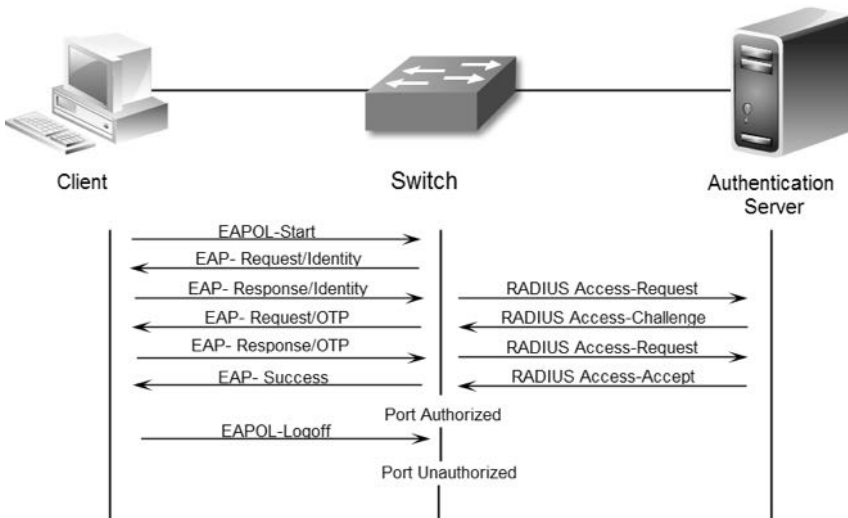 Client
Switch
Authentication
Server
EAPOL-Start
EAP- Request/Identity
EAP- Response/Identity
RADIUS Access-Request
EAP- Request/OTP
RADIUS Access-Challenge
EAP- Response/OTP
RADIUS Access-Request
EAP- Success
RADIUS Access-Accept
Port Authorized
EAPOL-Logoff
Port Unauthorized